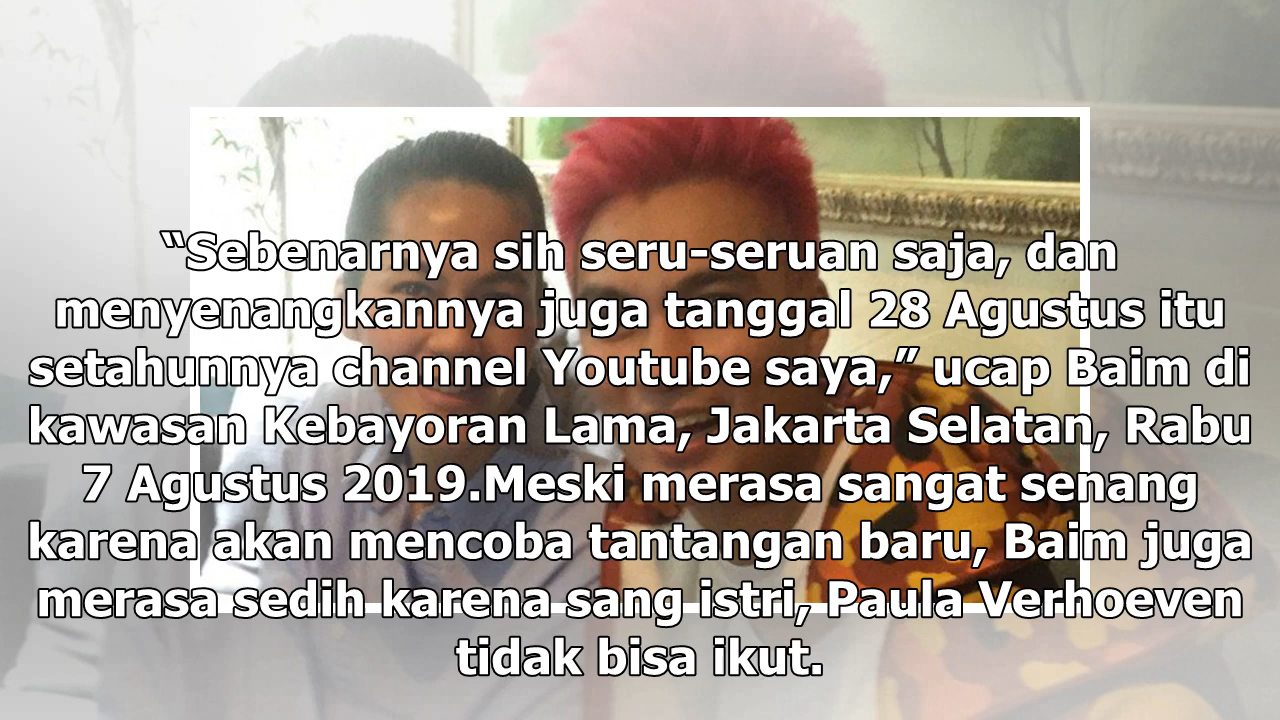 “Sebenarnya sih seru-seruan saja, dan
menyenangkannya juga tanggal 28 Agustus itu
setahunnya channel Youtube saya,” ucap Baim di
kawasan Kebayoran Lama, Jakarta Selatan, Rabu
7 Agustus 2019.Meski merasa sangat senang
karena akan mencoba tantangan baru, Baim juga
merasa sedih karena sang istri, Paula Verhoeven
tidak bisa ikut.